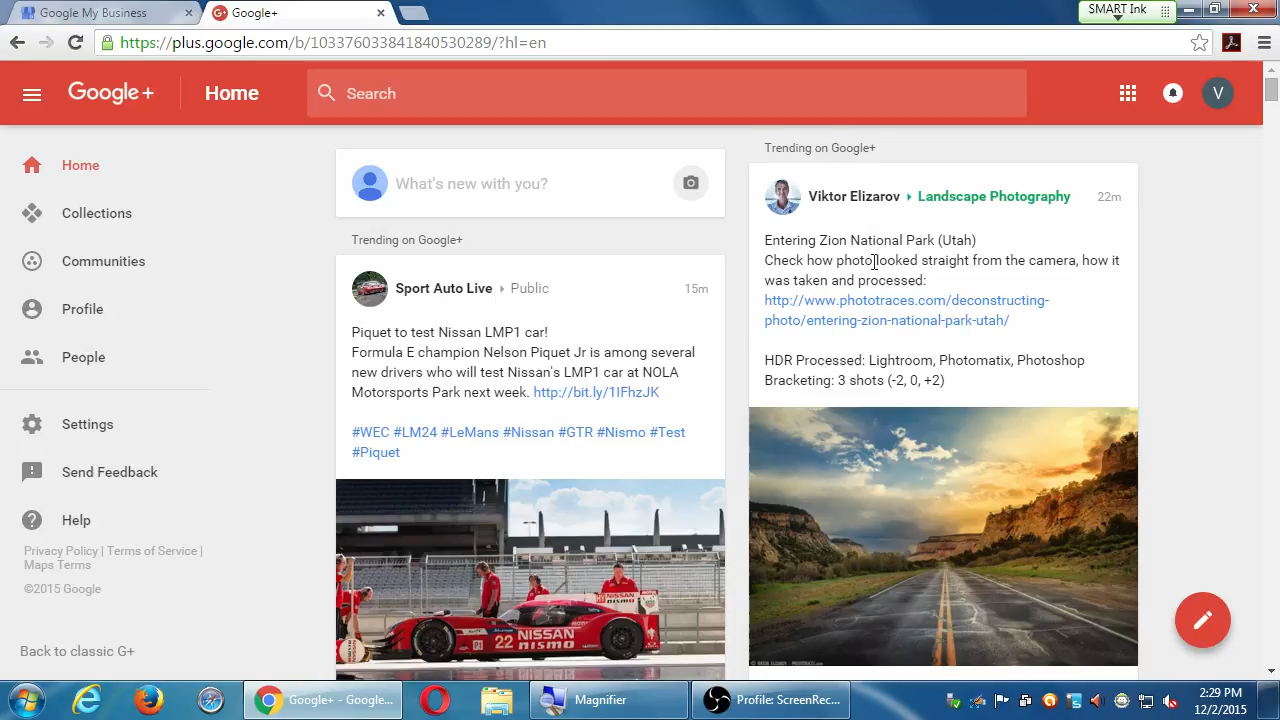 Google My Business
Google+
SMART Ink
https://plus.google.com/b/103376033841840530289/?hl=en
Google+
Home
Search
V
Home
Collections
Communities
Profile
People
Settings
Send Feedback
Help
Privacy Policy | Terms of Service |
Maps Terms
©2015 Google
Back to classic G+
What's new with you?
Trending on Google+
Sport Auto Live
Public
15m
Piquet to test Nissan LMP1 car!
Formula E champion Nelson Piquet Jr is among several
new drivers who will test Nissan's LMP1 car at NOLA
Motorsports Park next week. http://bit.ly/1IFhzJK
#WEC #LM24 #LeMans #Nissan #GTR #Nismo #Test
#Piquet
22 NISSAN
NISMO
Trending on Google+
Viktor Elizarov
Landscape Photography
22m
Entering Zion National Park (Utah)
Check how photo looked straight from the camera, how it
was taken and processed:
http://www.phototraces.com/deconstructing-
photo/entering-zion-national-park-utah/
HDR Processed: Lightroom, Photomatix, Photoshop
Bracketing: 3 shots (-2, 0, +2)
Google+ - Google...
Magnifier
Profile: ScreenRec...
2:29 PM
12/2/2015